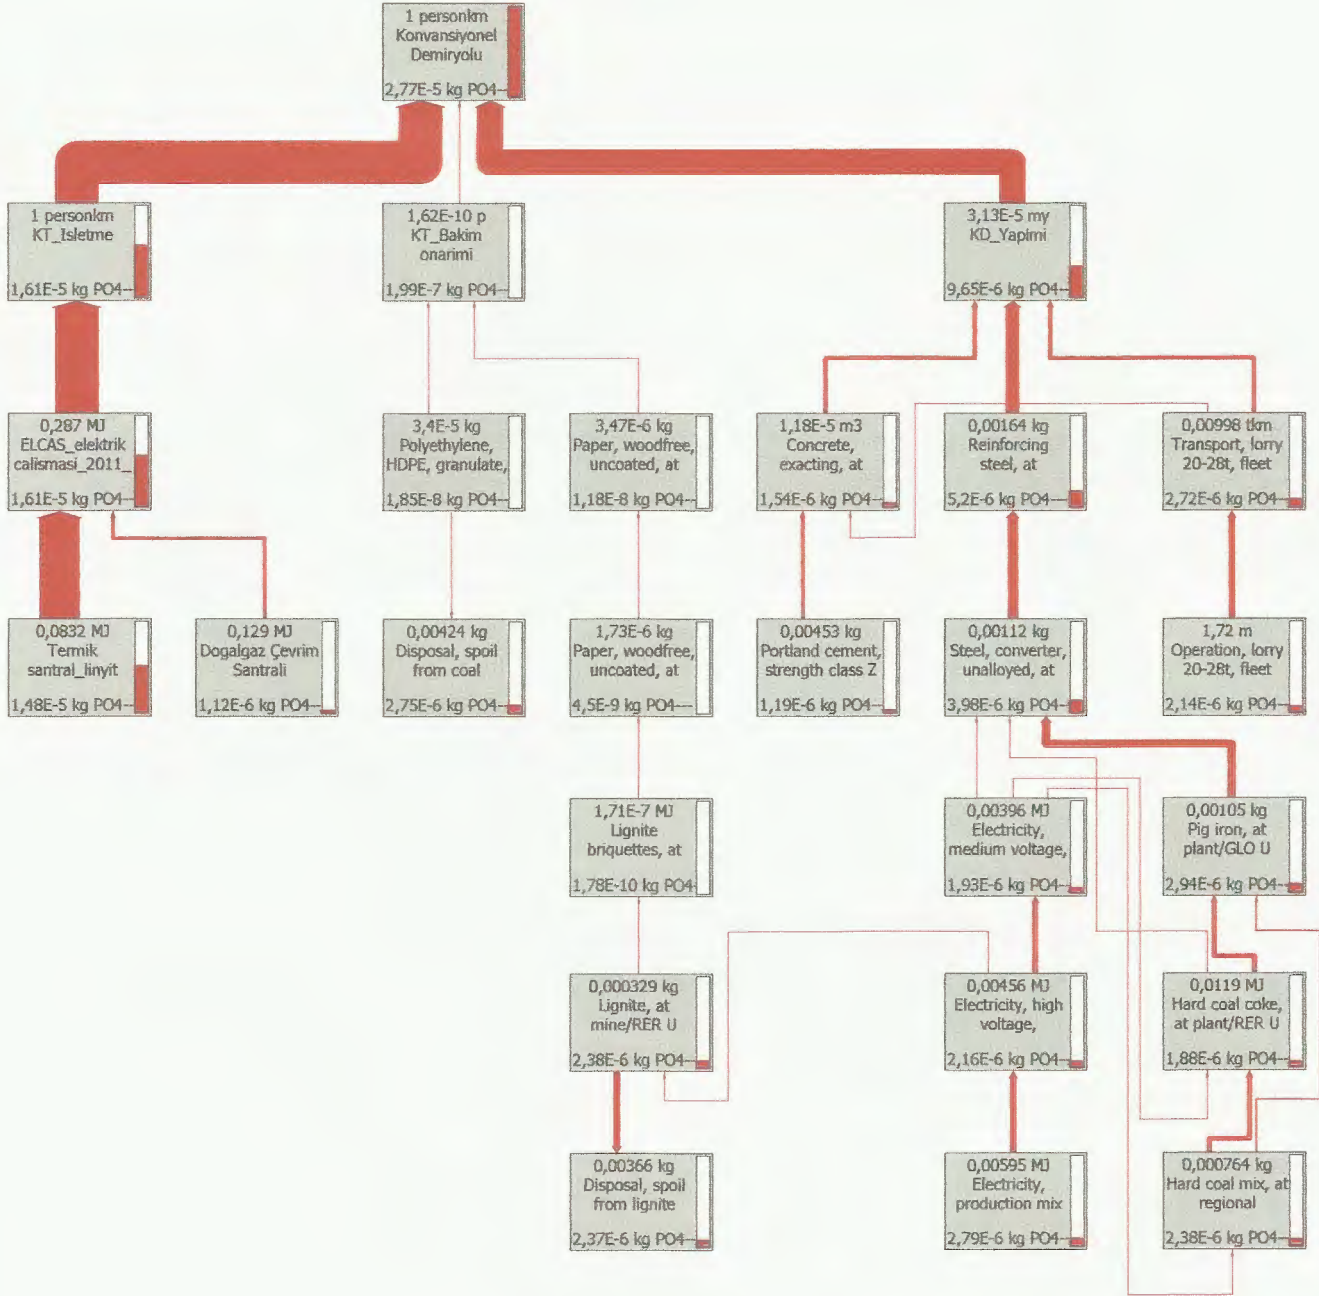 1 personkm
Konvansiyonel
Demiryolu
2,77E-5 kg PO4---
1 personkm
KT_Isletme
1,61E-5 kg PO4---
1,62E-10 p
KT_Bakim
onarimi
1,99E-7 kg PO4---
3,13E-5 my
KD_Yapimi
9,65E-6 kg PO4---
0,287 MJ
ELCAS_elektrik
calismasi_2011_
1,61E-5 kg PO4---
3,4E-5 kg
Polyethylene,
HDPE, granulate,
1,85E-8 kg PO4---
3,47E-6 kg
Paper, woodfree,
uncoated, at
1,18E-8 kg PO4---
1,18E-5 m3
Concrete,
exacting, at
1,54E-6 kg PO4---
0,00164 kg
Reinforcing
steel, at
5,2E-6 kg PO4---
0,00998 tkm
Transport, lorry
20-28t, fleet
2,72E-6 kg PO4---
0,0832 MJ
Termik
santral_linyit
1,48E-5 kg PO4---
0,129 MJ
Dogalgaz Çevrim
Santrali
1,12E-6 kg PO4---
0,00424 kg
Disposal, spoil
from coal
2,75E-6 kg PO4---
1,73E-6 kg
Paper, woodfree,
uncoated, at
4,5E-9 kg PO4---
0,00453 kg
Portland cement,
strength class Z
1,19E-6 kg PO4---
0,00112 kg
Steel, converter,
unalloyed, at
3,98E-6 kg PO4---
1,72 m
Operation, lorry
20-28t, fleet
2,14E-6 kg PO4---
1,71E-7 MJ
Lignite
briquettes, at
1,78E-10 kg PO4-
0,00396 MJ
Electricity,
medium voltage,
1,93E-6 kg PO4---
0,00105 kg
Pig iron, at
plant/GLO U
2,94E-6 kg PO4---
0,000329 kg
Lignite, at
mine/RER U
2,38E-6 kg PO4---
0,00456 MJ
Electricity, high
voltage,
2,16E-6 kg PO4---
0,0119 MJ
Hard coal coke,
at plant/RER U
1,88E-6 kg PO4---
0,00366 kg
Disposal, spoil
from lignite
2,37E-6 kg PO4---
0,00595 MJ
Electricity,
production mix
2,79E-6 kg PO4---
0,000764 kg
Hard coal mix, at
regional
2,38E-6 kg PO4---